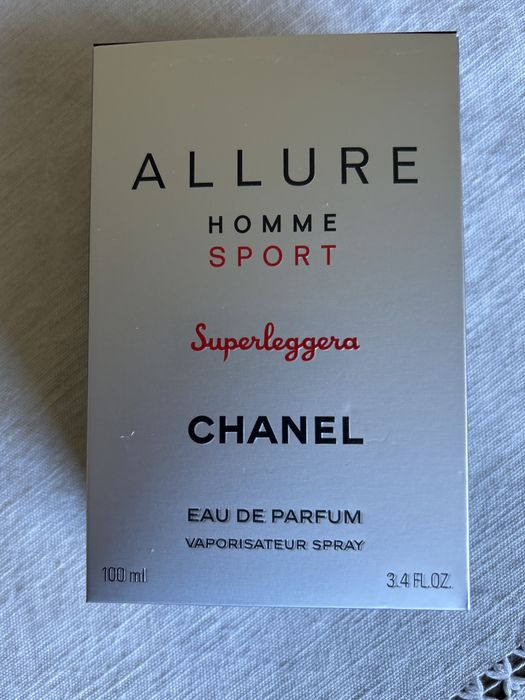 ALLURE
HOMME
SPORT
Superleggera
CHANEL
EAU DE PARFUM
VAPORISATEUR SPRAY
100 ml 3.4 FL.OZ.